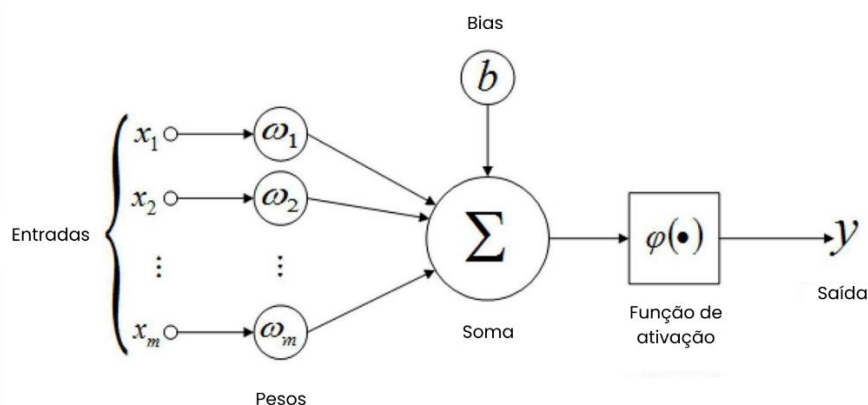 Bias
b
x₁ ω₁
x₂ ω₂
Entradas
⋮ ⋮
Σ
φ(•)
y
Saída
xₘ ωₘ
Soma
Função de
ativação
Pesos